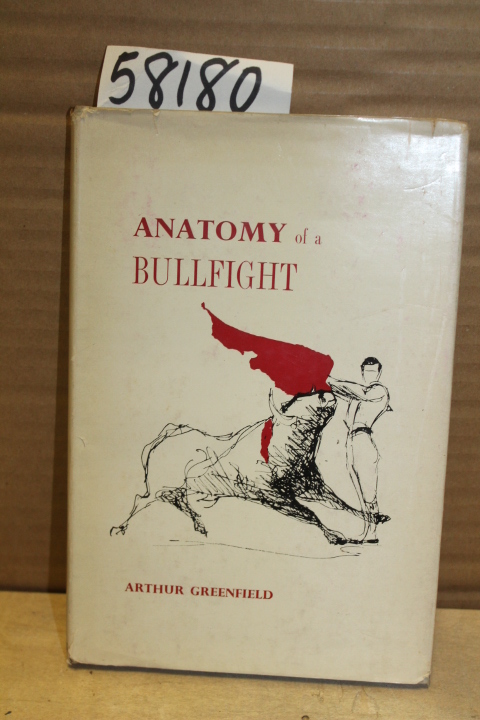 58180
ANATOMY of a
BULLFIGHT
ARTHUR GREENFIELD